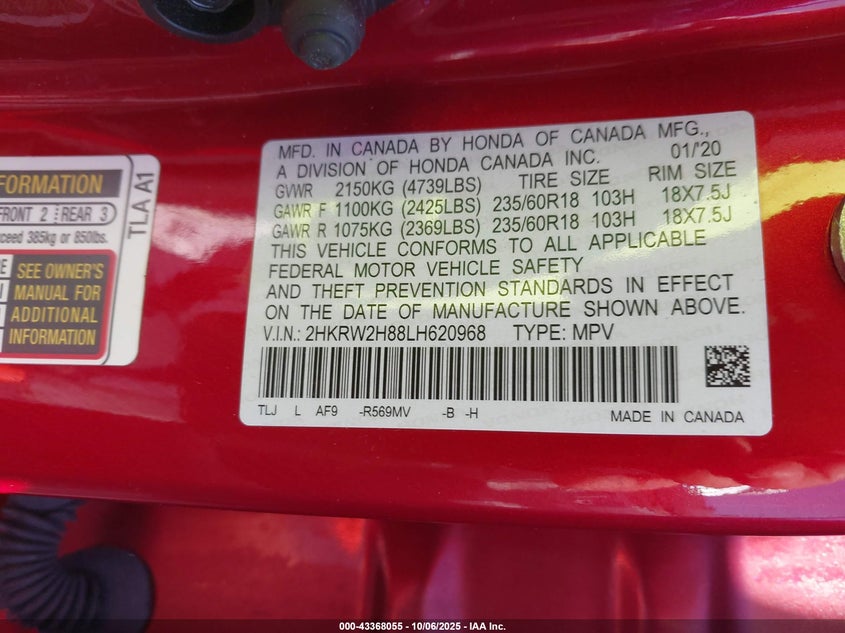 FORMATION
FRONT 2 REAR 3
xceed 385kg or 850lbs.
SEE OWNER'S
MANUAL FOR
ADDITIONAL
INFORMATION
TLA A1
MFD. IN CANADA BY HONDA OF CANADA MFG.,
A DIVISION OF HONDA CANADA INC. 01/'20
GVWR 2150KG (4739LBS) TIRE SIZE RIM SIZE
GAWR F 1100KG (2425LBS) 235/60R18 103H 18X7.5J
GAWR R 1075KG (2369LBS) 235/60R18 103H 18X7.5J
THIS VEHICLE CONFORMS TO ALL APPLICABLE
FEDERAL MOTOR VEHICLE SAFETY
AND THEFT PREVENTION STANDARDS IN EFFECT
ON THE DATE OF MANUFACTURE SHOWN ABOVE.
V.I.N.: 2HKRW2H88LH620968 TYPE: MPV
TLJ L AF9 -R569MV -B -H
MADE IN CANADA
000-43368055 - 10/06/2025 - IAA Inc.